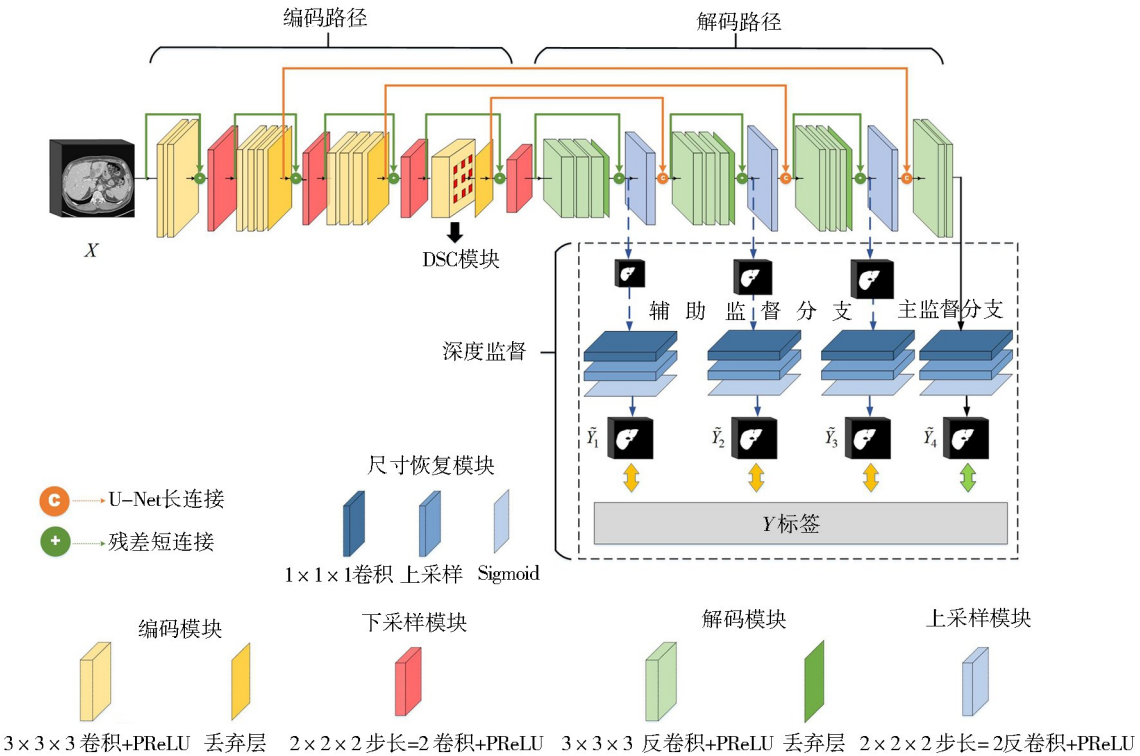 编码路径
解码路径
X
DSC模块
辅助监督分支
主监督分支
深度监督
Ỹ1
Ỹ2
Ỹ3
Ỹ4
Y标签
尺寸恢复模块
C U-Net长连接
+ 残差短连接
1×1×1卷积 上采样 Sigmoid
编码模块 下采样模块 解码模块 上采样模块
3×3×3卷积+PReLU 丢弃层 2×2×2步长=2卷积+PReLU 3×3×3反卷积+PReLU 丢弃层 2×2×2步长=2反卷积+PReLU